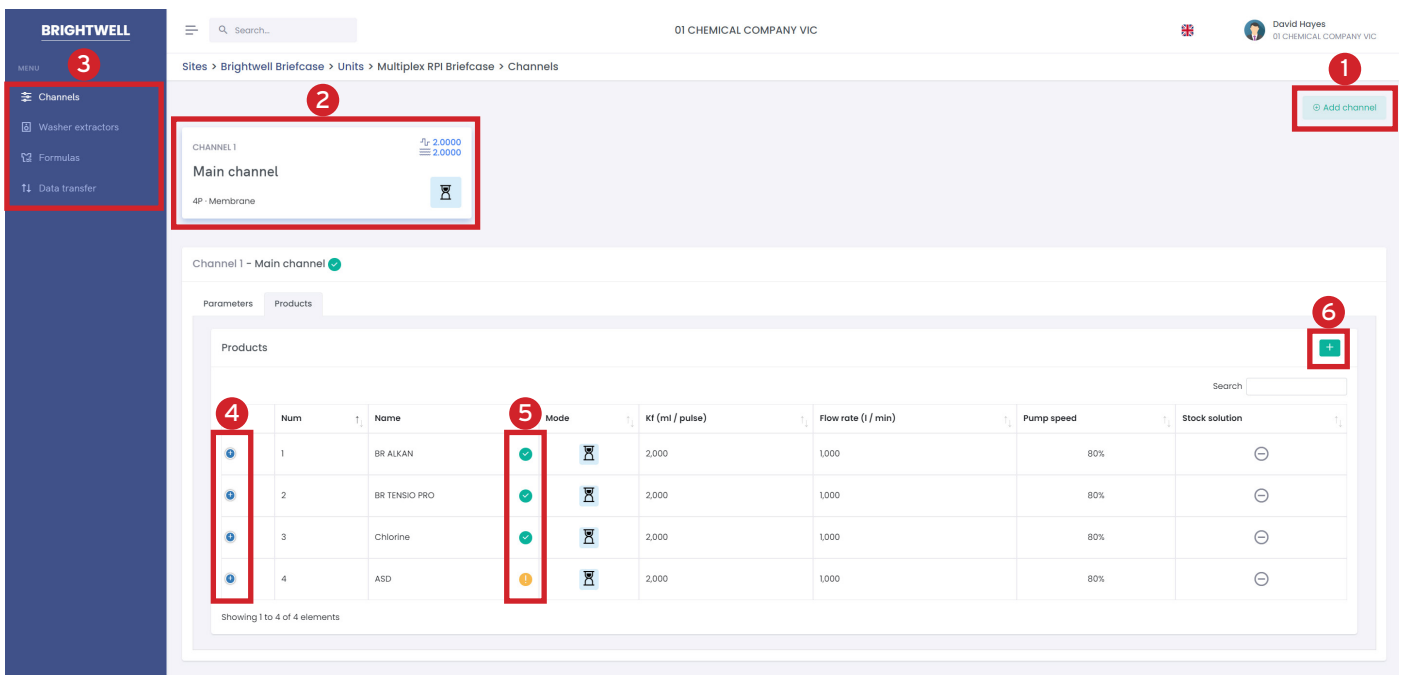 BRIGHTWELL
Search...
01 CHEMICAL COMPANY VIC
David Hayes
01 CHEMICAL COMPANY VIC
MENU
3
Sites > Brightwell Briefcase > Units > Multiplex RPI Briefcase > Channels
1
Channels
Washer extractors
Formulas
Data transfer
2
Add channel
CHANNEL 1
2.0000
2.0000
Main channel
4P · Membrane
Channel 1 - Main channel
Parameters
Products
6
Products
+
Search
4
5
Num
Name
Mode
Kf (ml / pulse)
Flow rate (l / min)
Pump speed
Stock solution
1 BR ALKAN 2,000 1,000 80%
2 BR TENSIO PRO 2,000 1,000 80%
3 Chlorine 2,000 1,000 80%
4 ASD 2,000 1,000 80%
Showing 1 to 4 of 4 elements